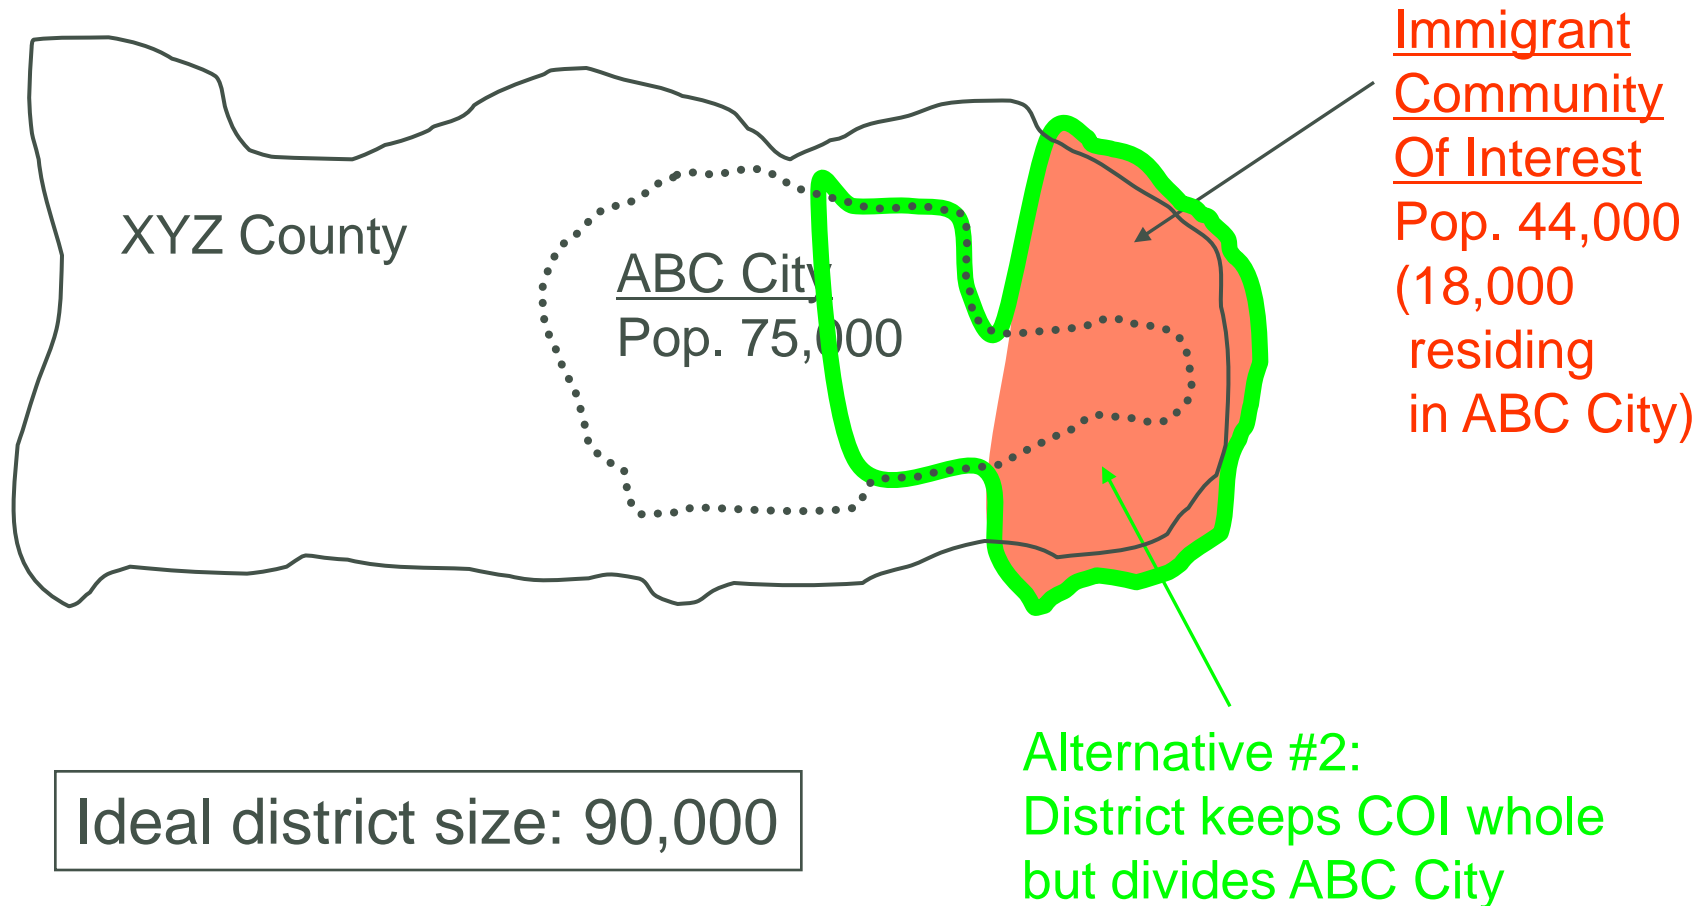 XYZ County
ABC City
Pop. 75,000
Immigrant
Community
Of Interest
Pop. 44,000
(18,000
residing
in ABC City)
Ideal district size: 90,000
Alternative #2:
District keeps COI whole
but divides ABC City